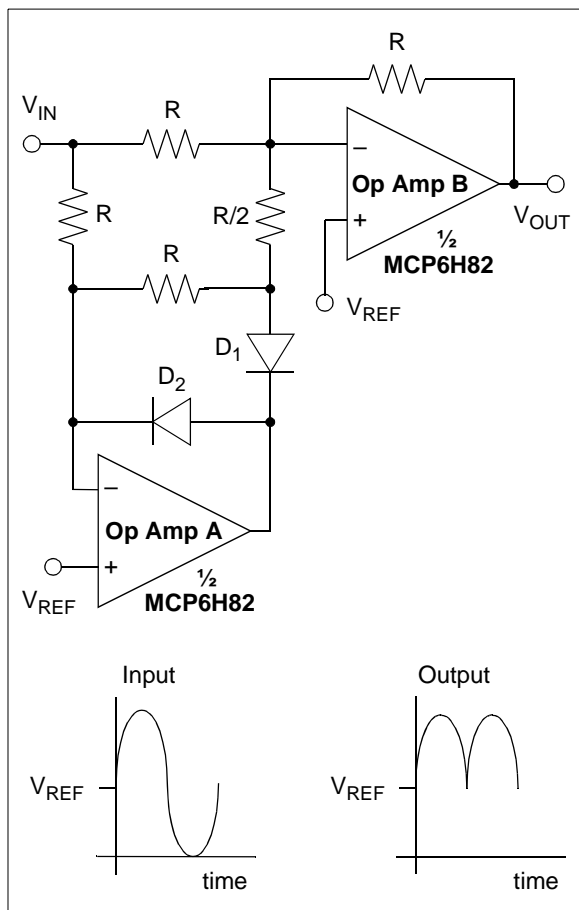 R
V_IN
R
R
R/2
−
Op Amp B
+
V_OUT
½
MCP6H82
R
V_REF
D_1
D_2
−
Op Amp A
+
V_REF
½
MCP6H82
Input
Output
V_REF
V_REF
time
time